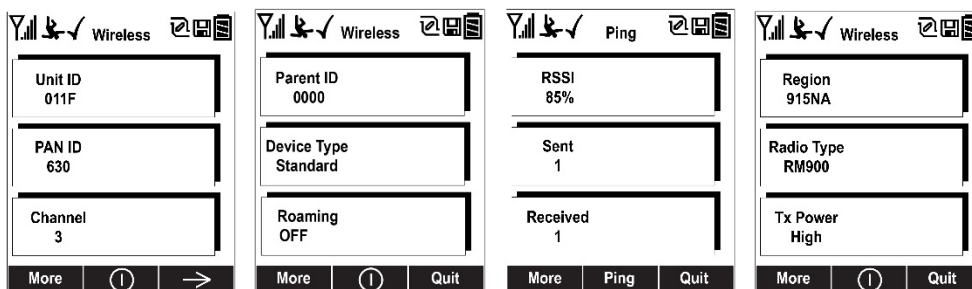 Wireless
Unit ID
011F
PAN ID
630
Channel
3
More
Wireless
Parent ID
0000
Device Type
Standard
Roaming
OFF
More
Quit
Ping
RSSI
85%
Sent
1
Received
1
More
Ping
Quit
Wireless
Region
915NA
Radio Type
RM900
Tx Power
High
More
Quit